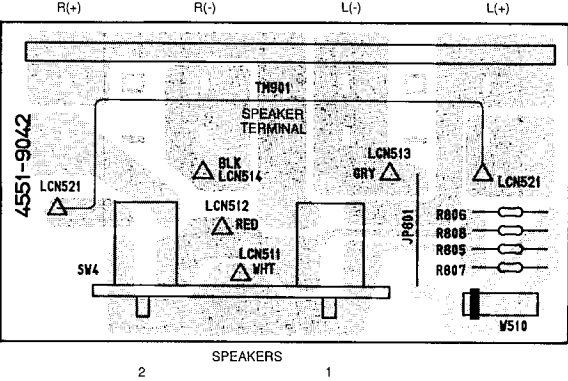 R(+) R(-) L(-) L(+)
TM901
SPEAKER
TERMINAL
4551-9042
LCN521
BLK
LCN514
LCN513
GRY
LCN521
LCN512
RED
LCN511
WHT
SW4
JP801
R806
R808
R805
R807
W510
SPEAKERS
2 1